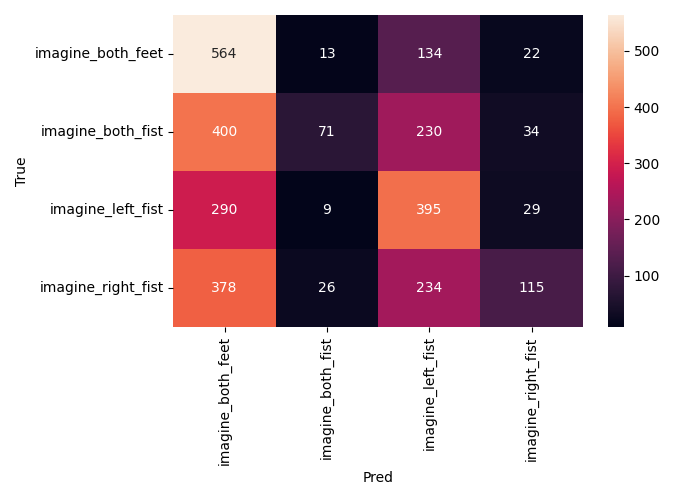 imagine_both_feet 564 13 134 22
imagine_both_fist 400 71 230 34
imagine_left_fist 290 9 395 29
imagine_right_fist 378 26 234 115
True
imagine_both_feet
imagine_both_fist
imagine_left_fist
imagine_right_fist
Pred
500
400
300
200
100